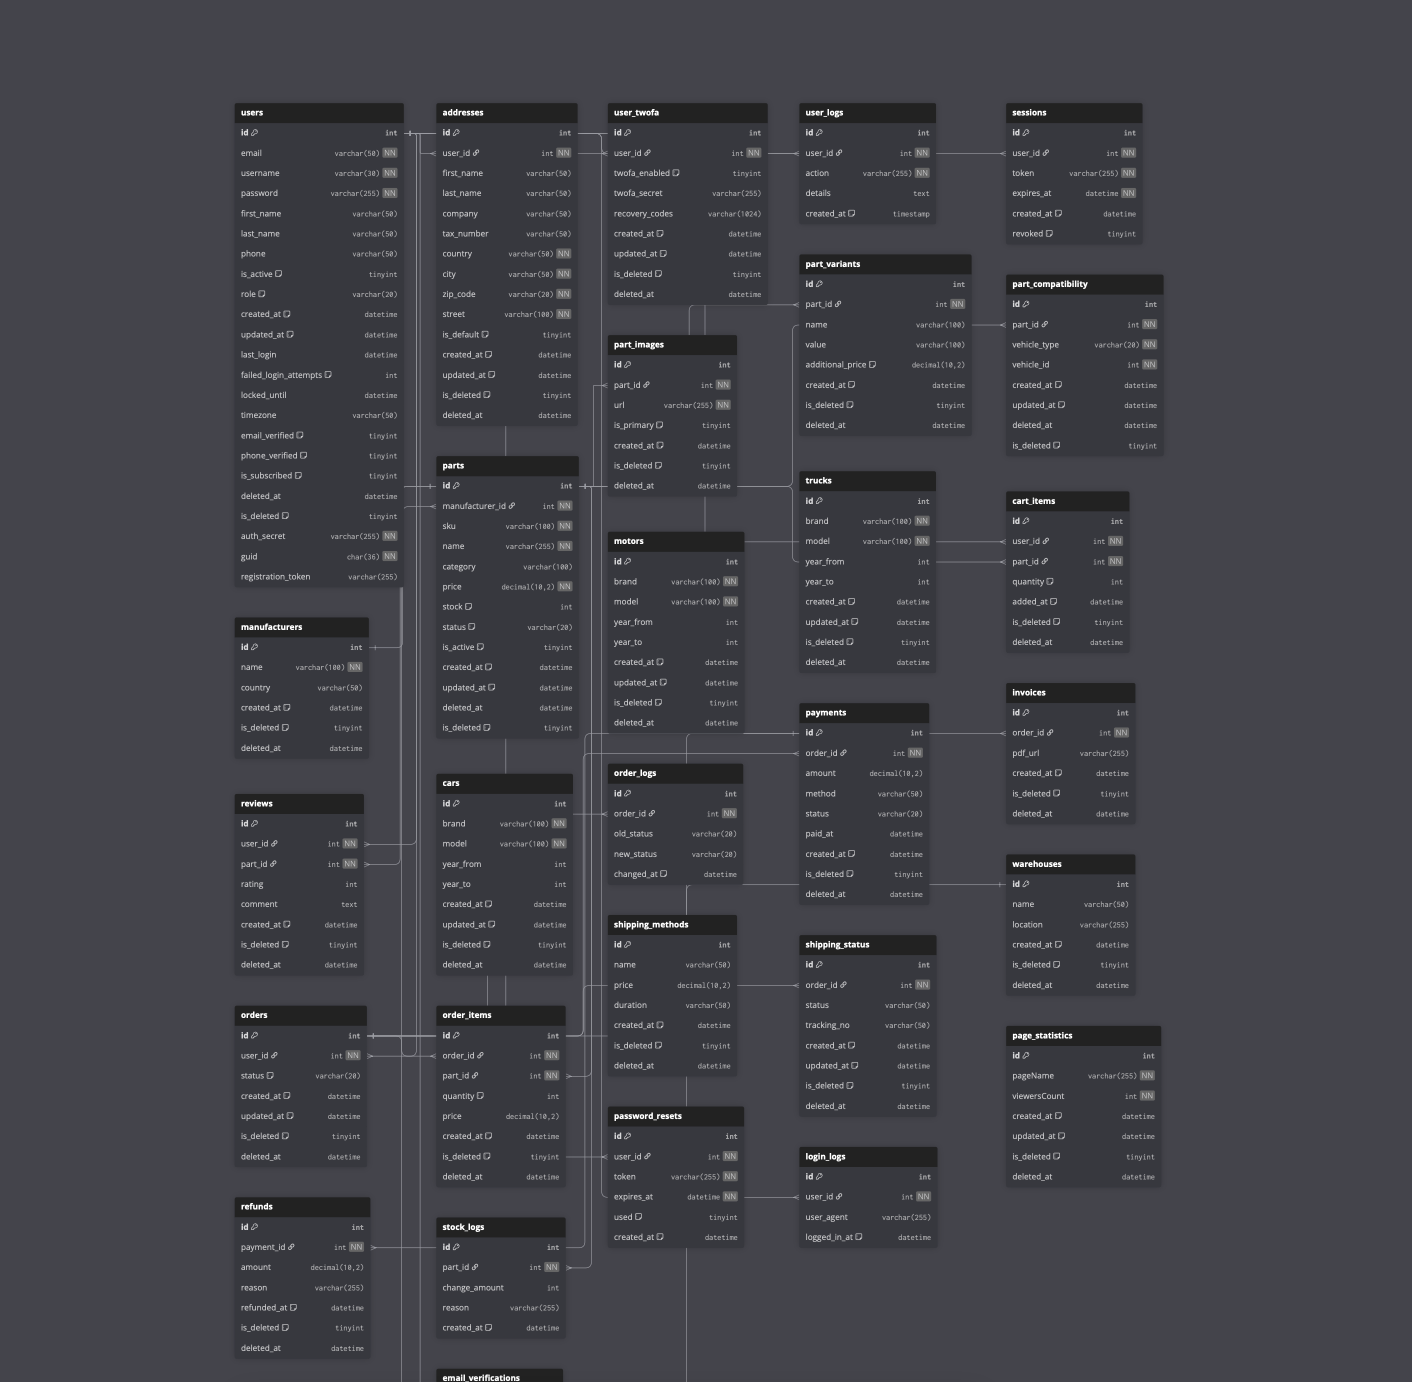 users
id int
email varchar(50) NN
username varchar(30) NN
password varchar(255) NN
first_name varchar(50)
last_name varchar(50)
phone varchar(50)
is_active tinyint
role varchar(20)
created_at datetime
updated_at datetime
last_login datetime
failed_login_attempts int
locked_until datetime
timezone varchar(50)
email_verified tinyint
phone_verified tinyint
is_subscribed tinyint
deleted_at datetime
is_deleted tinyint
auth_secret varchar(255) NN
guid char(36) NN
registration_token varchar(255)
manufacturers
id int
name varchar(100) NN
country varchar(50)
created_at datetime
is_deleted tinyint
deleted_at datetime
reviews
id int
user_id int NN
part_id int NN
rating int
comment text
created_at datetime
is_deleted tinyint
deleted_at datetime
orders
id int
user_id int NN
status varchar(20)
created_at datetime
updated_at datetime
is_deleted tinyint
deleted_at datetime
refunds
id int
payment_id int NN
amount decimal(10,2)
reason varchar(255)
refunded_at datetime
is_deleted tinyint
deleted_at datetime
addresses
id int
user_id int NN
first_name varchar(50)
last_name varchar(50)
company varchar(50)
tax_number varchar(50)
country varchar(50) NN
city varchar(50) NN
zip_code varchar(20) NN
street varchar(100) NN
is_default tinyint
created_at datetime
updated_at datetime
is_deleted tinyint
deleted_at datetime
parts
id int
manufacturer_id int NN
sku varchar(100) NN
name varchar(255) NN
category varchar(100)
price decimal(10,2) NN
stock int
status varchar(20)
is_active tinyint
created_at datetime
updated_at datetime
deleted_at datetime
is_deleted tinyint
cars
id int
brand varchar(100) NN
model varchar(100) NN
year_from int
year_to int
created_at datetime
updated_at datetime
is_deleted tinyint
deleted_at datetime
order_items
id int
order_id int NN
part_id int NN
quantity int
price decimal(10,2)
created_at datetime
is_deleted tinyint
deleted_at datetime
stock_logs
id int
part_id int NN
change_amount int
reason varchar(255)
created_at datetime
email_verifications
user_twofa
id int
user_id int NN
twofa_enabled tinyint
twofa_secret varchar(255)
recovery_codes varchar(1024)
created_at datetime
updated_at datetime
is_deleted tinyint
deleted_at datetime
part_images
id int
part_id int NN
url varchar(255) NN
is_primary tinyint
created_at datetime
is_deleted tinyint
deleted_at datetime
motors
id int
brand varchar(100) NN
model varchar(100) NN
year_from int
year_to int
created_at datetime
updated_at datetime
is_deleted tinyint
deleted_at datetime
order_logs
id int
order_id int NN
old_status varchar(20)
new_status varchar(20)
changed_at datetime
shipping_methods
id int
name varchar(50)
price decimal(10,2)
duration varchar(50)
created_at datetime
is_deleted tinyint
deleted_at datetime
password_resets
id int
user_id int NN
token varchar(255) NN
expires_at datetime NN
used tinyint
created_at datetime
user_logs
id int
user_id int NN
action varchar(255) NN
details text
created_at timestamp
part_variants
id int
part_id int NN
name varchar(100)
value varchar(100)
additional_price decimal(10,2)
created_at datetime
is_deleted tinyint
deleted_at datetime
trucks
id int
brand varchar(100) NN
model varchar(100) NN
year_from int
year_to int
created_at datetime
updated_at datetime
is_deleted tinyint
deleted_at datetime
payments
id int
order_id int NN
amount decimal(10,2)
method varchar(50)
status varchar(20)
paid_at datetime
created_at datetime
is_deleted tinyint
deleted_at datetime
shipping_status
id int
order_id int NN
status varchar(50)
tracking_no varchar(50)
created_at datetime
updated_at datetime
is_deleted tinyint
deleted_at datetime
login_logs
id int
user_id int NN
user_agent varchar(255)
logged_in_at datetime
sessions
id int
user_id int NN
token varchar(255) NN
expires_at datetime NN
created_at datetime
revoked tinyint
part_compatibility
id int
part_id int NN
vehicle_type varchar(20) NN
vehicle_id int NN
created_at datetime
updated_at datetime
deleted_at datetime
is_deleted tinyint
cart_items
id int
user_id int NN
part_id int NN
quantity int
added_at datetime
is_deleted tinyint
deleted_at datetime
invoices
id int
order_id int NN
pdf_url varchar(255)
created_at datetime
is_deleted tinyint
deleted_at datetime
warehouses
id int
name varchar(50)
location varchar(255)
created_at datetime
is_deleted tinyint
deleted_at datetime
page_statistics
id int
pageName varchar(255) NN
viewersCount int NN
created_at datetime
updated_at datetime
is_deleted tinyint
deleted_at datetime